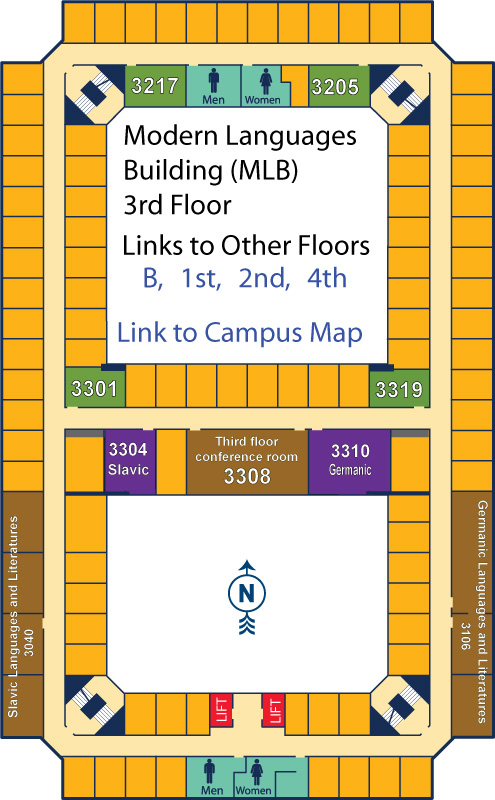 3217
Men
Women
3205
Modern Languages
Building (MLB)
3rd Floor
Links to Other Floors
B, 1st, 2nd, 4th
Link to Campus Map
3301
3319
3304
Slavic
Third floor
conference room
3308
3310
Germanic
Slavic Languages and Literatures
3040
Germanic Languages and Literatures
3106
N
LIFT
LIFT
Men
Women